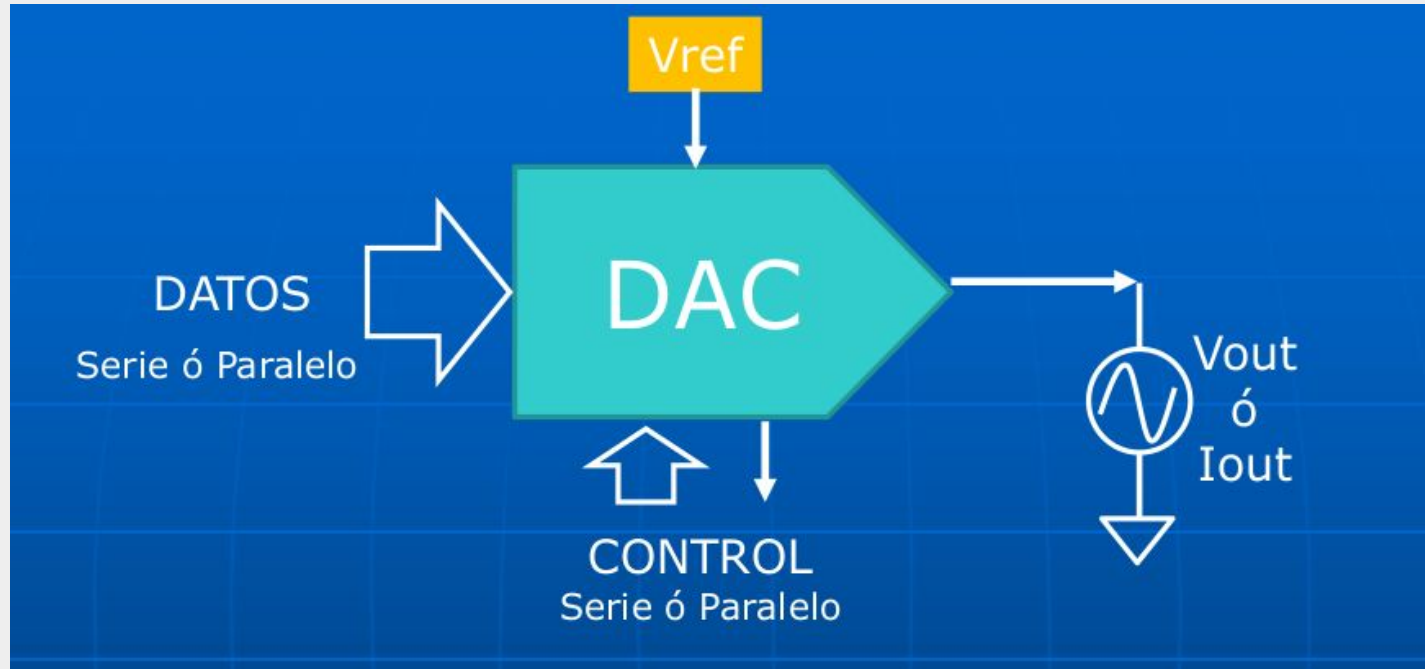 Vref
DAC
DATOS
Serie ó Paralelo
Vout
ó
Iout
CONTROL
Serie ó Paralelo